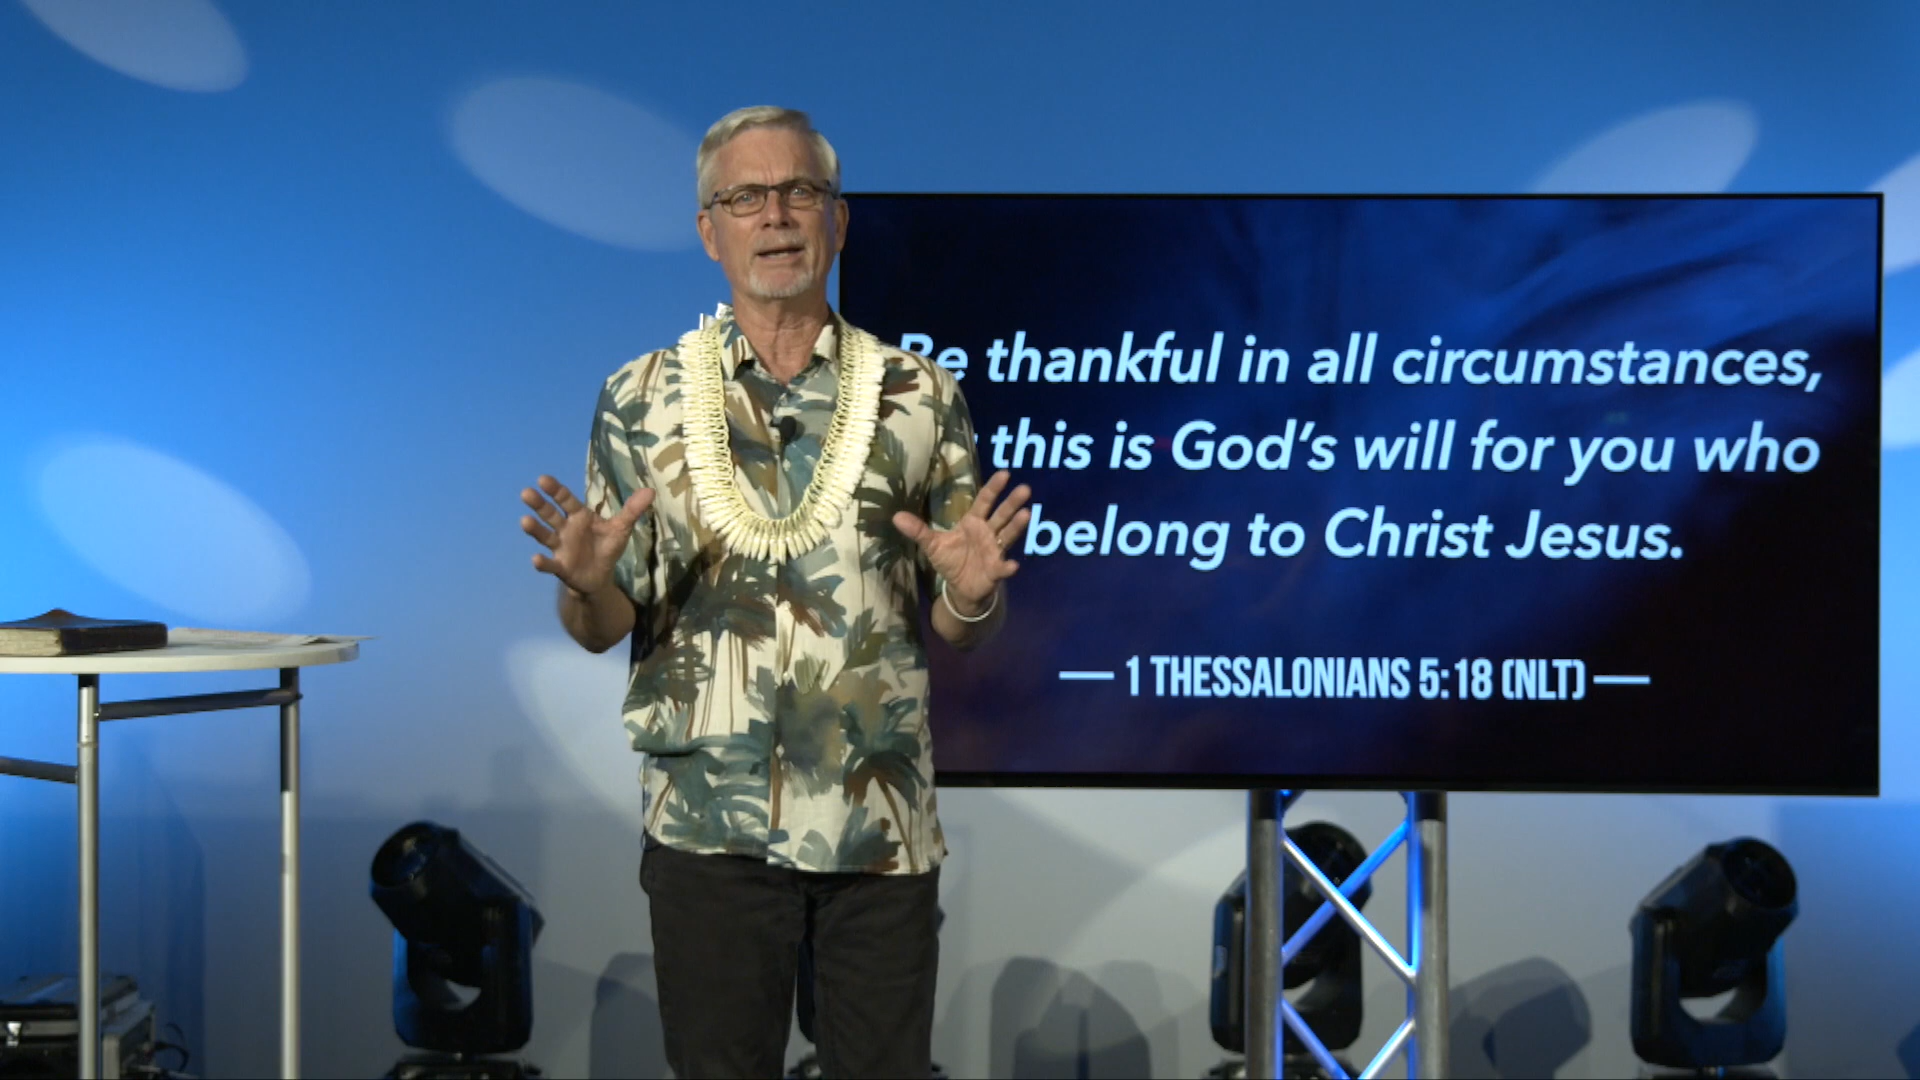 Be thankful in all circumstances,
this is God's will for you who
belong to Christ Jesus.
— 1 THESSALONIANS 5:18 (NLT) —